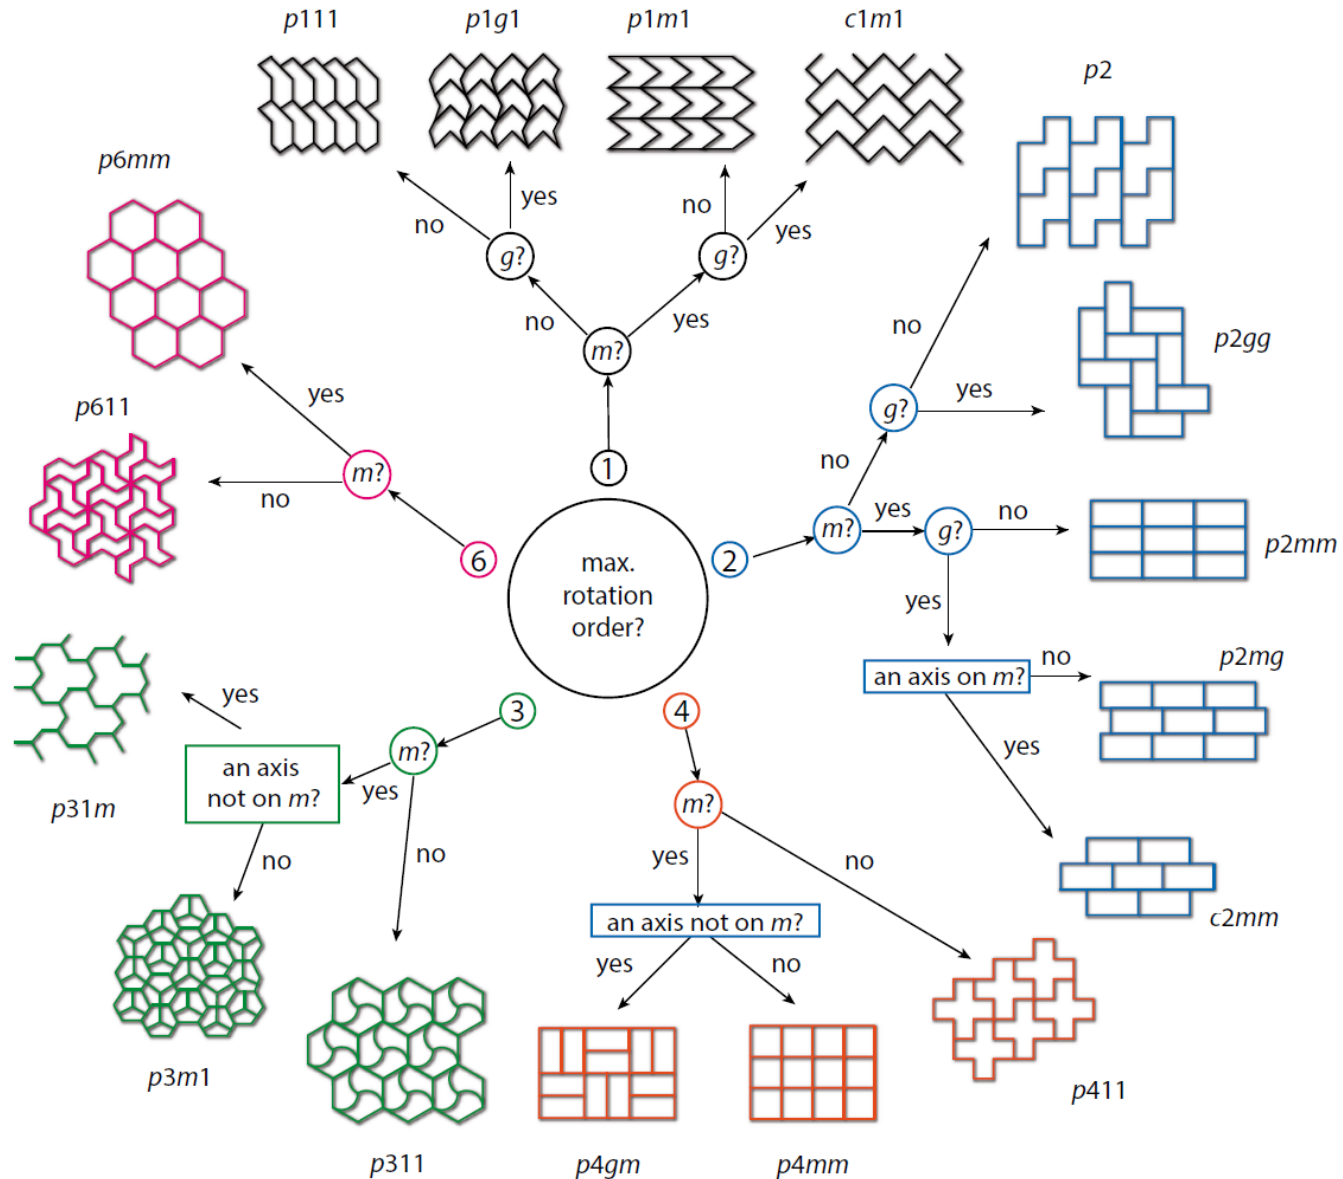 p111
p1g1
p1m1
c1m1
p2
p6mm
no
yes
no
yes
g?
g?
no
yes
p2gg
m?
no
yes
g?
yes
p611
m?
no
1
no
m?
yes
g?
no
p2mm
6
max.
rotation
order?
2
yes
p2mg
an axis on m?
no
yes
3
4
yes
m?
an axis
not on m?
yes
p31m
m?
no
no
yes
no
an axis not on m?
yes
no
c2mm
p3m1
p411
p311
p4gm
p4mm